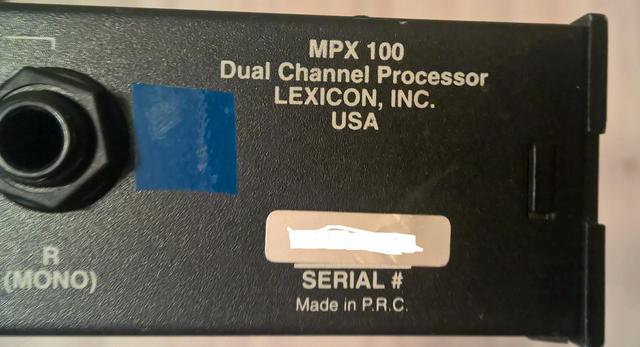 MPX 100
Dual Channel Processor
LEXICON, INC.
USA
R
(MONO)
SERIAL #
Made in P.R.C.